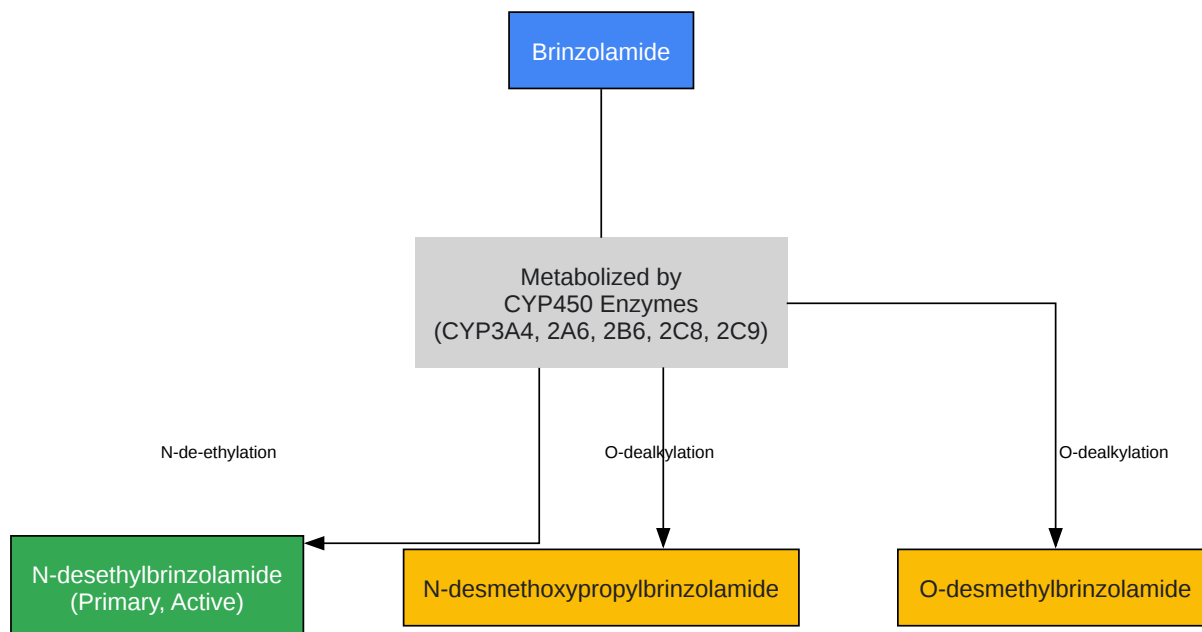 Brinzolamide
Metabolized by
CYP450 Enzymes
(CYP3A4, 2A6, 2B6, 2C8, 2C9)
N-de-ethylation
O-dealkylation
O-dealkylation
N-desethylbrinzolamide
(Primary, Active)
N-desmethoxypropylbrinzolamide
O-desmethylbrinzolamide